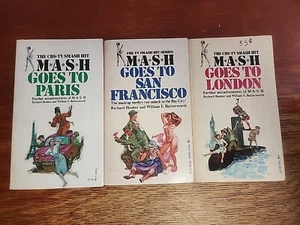 THE CBS-TV SMASH HIT
M*A*S*H
GOES TO
PARIS
Further misadventures of M*A*S*H
Richard Hooker and William E. Butterworth
THE TV SMASH HIT SERIES
M*A*S*H
GOES TO
SAN
FRANCISCO
The madcap medics run amuck in the Bay City!
Richard Hooker and William E. Butterworth
35¢
THE CBS-TV SMASH HIT
M*A*S*H
GOES TO
LONDON
Further misadventures of M*A*S*H
Richard Hooker and William E. Butterworth